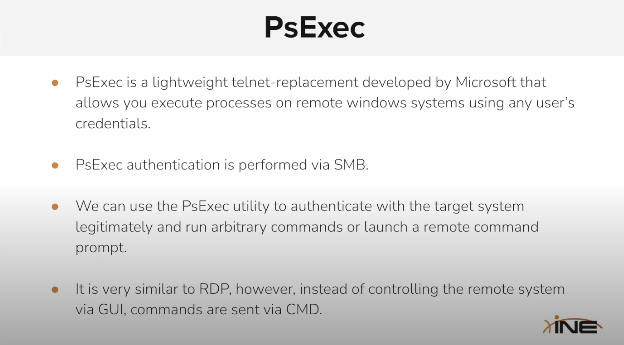 PsExec
• PsExec is a lightweight telnet-replacement developed by Microsoft that
allows you execute processes on remote windows systems using any user's
credentials.
• PsExec authentication is performed via SMB.
• We can use the PsExec utility to authenticate with the target system
legitimately and run arbitrary commands or launch a remote command
prompt.
• It is very similar to RDP, however, instead of controlling the remote system
via GUI, commands are sent via CMD.
INE